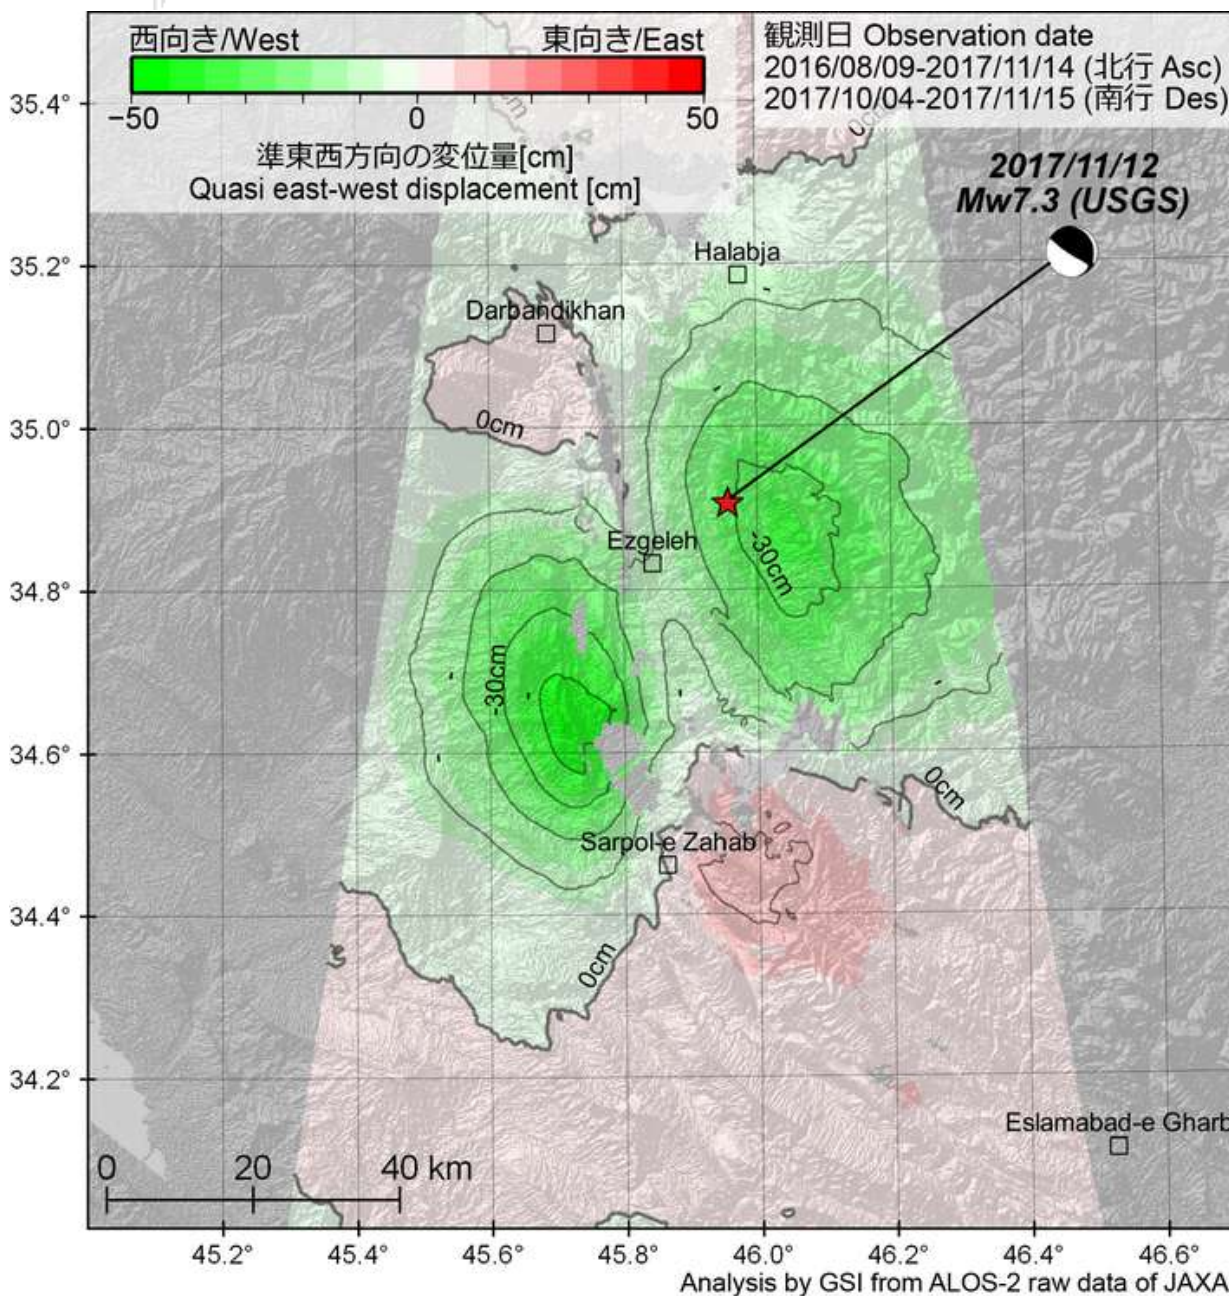 西向き/West 東向き/East
-50 0 50
準東西方向の変位量[cm]
Quasi east-west displacement [cm]
観測日 Observation date
2016/08/09-2017/11/14 (北行 Asc)
2017/10/04-2017/11/15 (南行 Des)
2017/11/12
Mw7.3 (USGS)
35.4°
0cm
35.2°
Halabja
Darbandikhan
35.0°
0cm
Ezgeleh
-30cm
34.8°
-30cm
34.6°
0cm
Sarpol-e Zahab
34.4°
0cm
34.2°
Eslamabad-e Gharb
0 20 40 km
45.2° 45.4° 45.6° 45.8° 46.0° 46.2° 46.4° 46.6°
Analysis by GSI from ALOS-2 raw data of JAXA